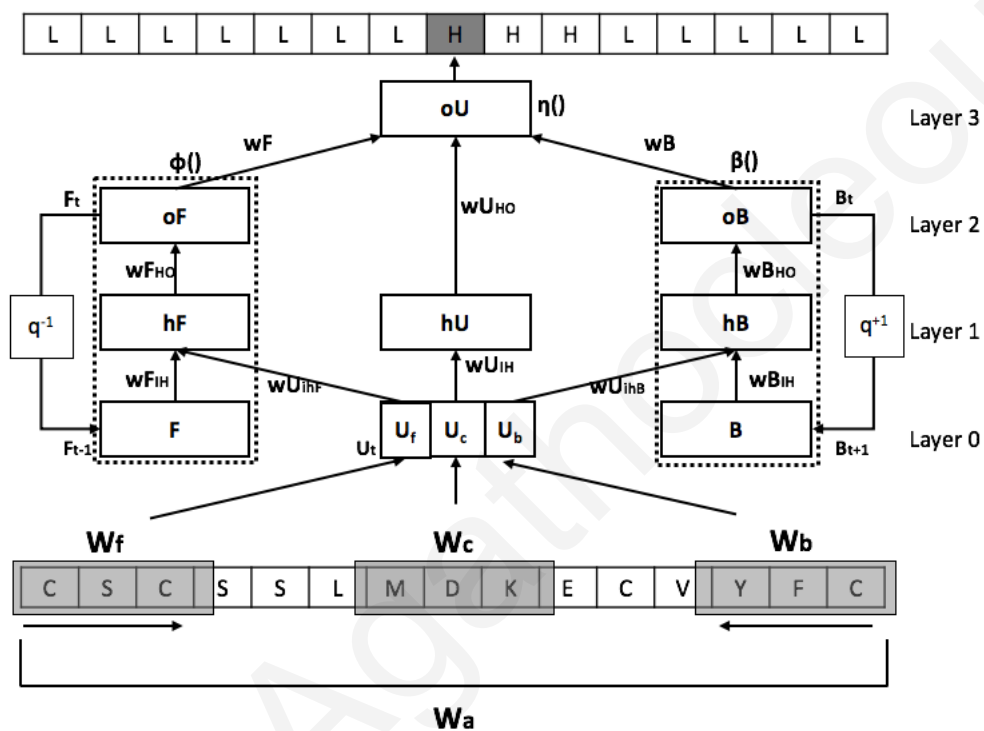 L L L L L L L H H H L L L L L
oU η()
Layer 3
wF wB
ϕ() β()
Ft oF wUHO oB Bt
Layer 2
wFHO wBHO
q-1 hF hU hB q+1
Layer 1
wFIH wUihF wUIH wUihB wBIH
F Uf Uc Ub B
Layer 0
Ft-1 Ut Bt+1
Wf Wc Wb
C S C S S L M D K E C V Y F C
Wa
Agathocleou